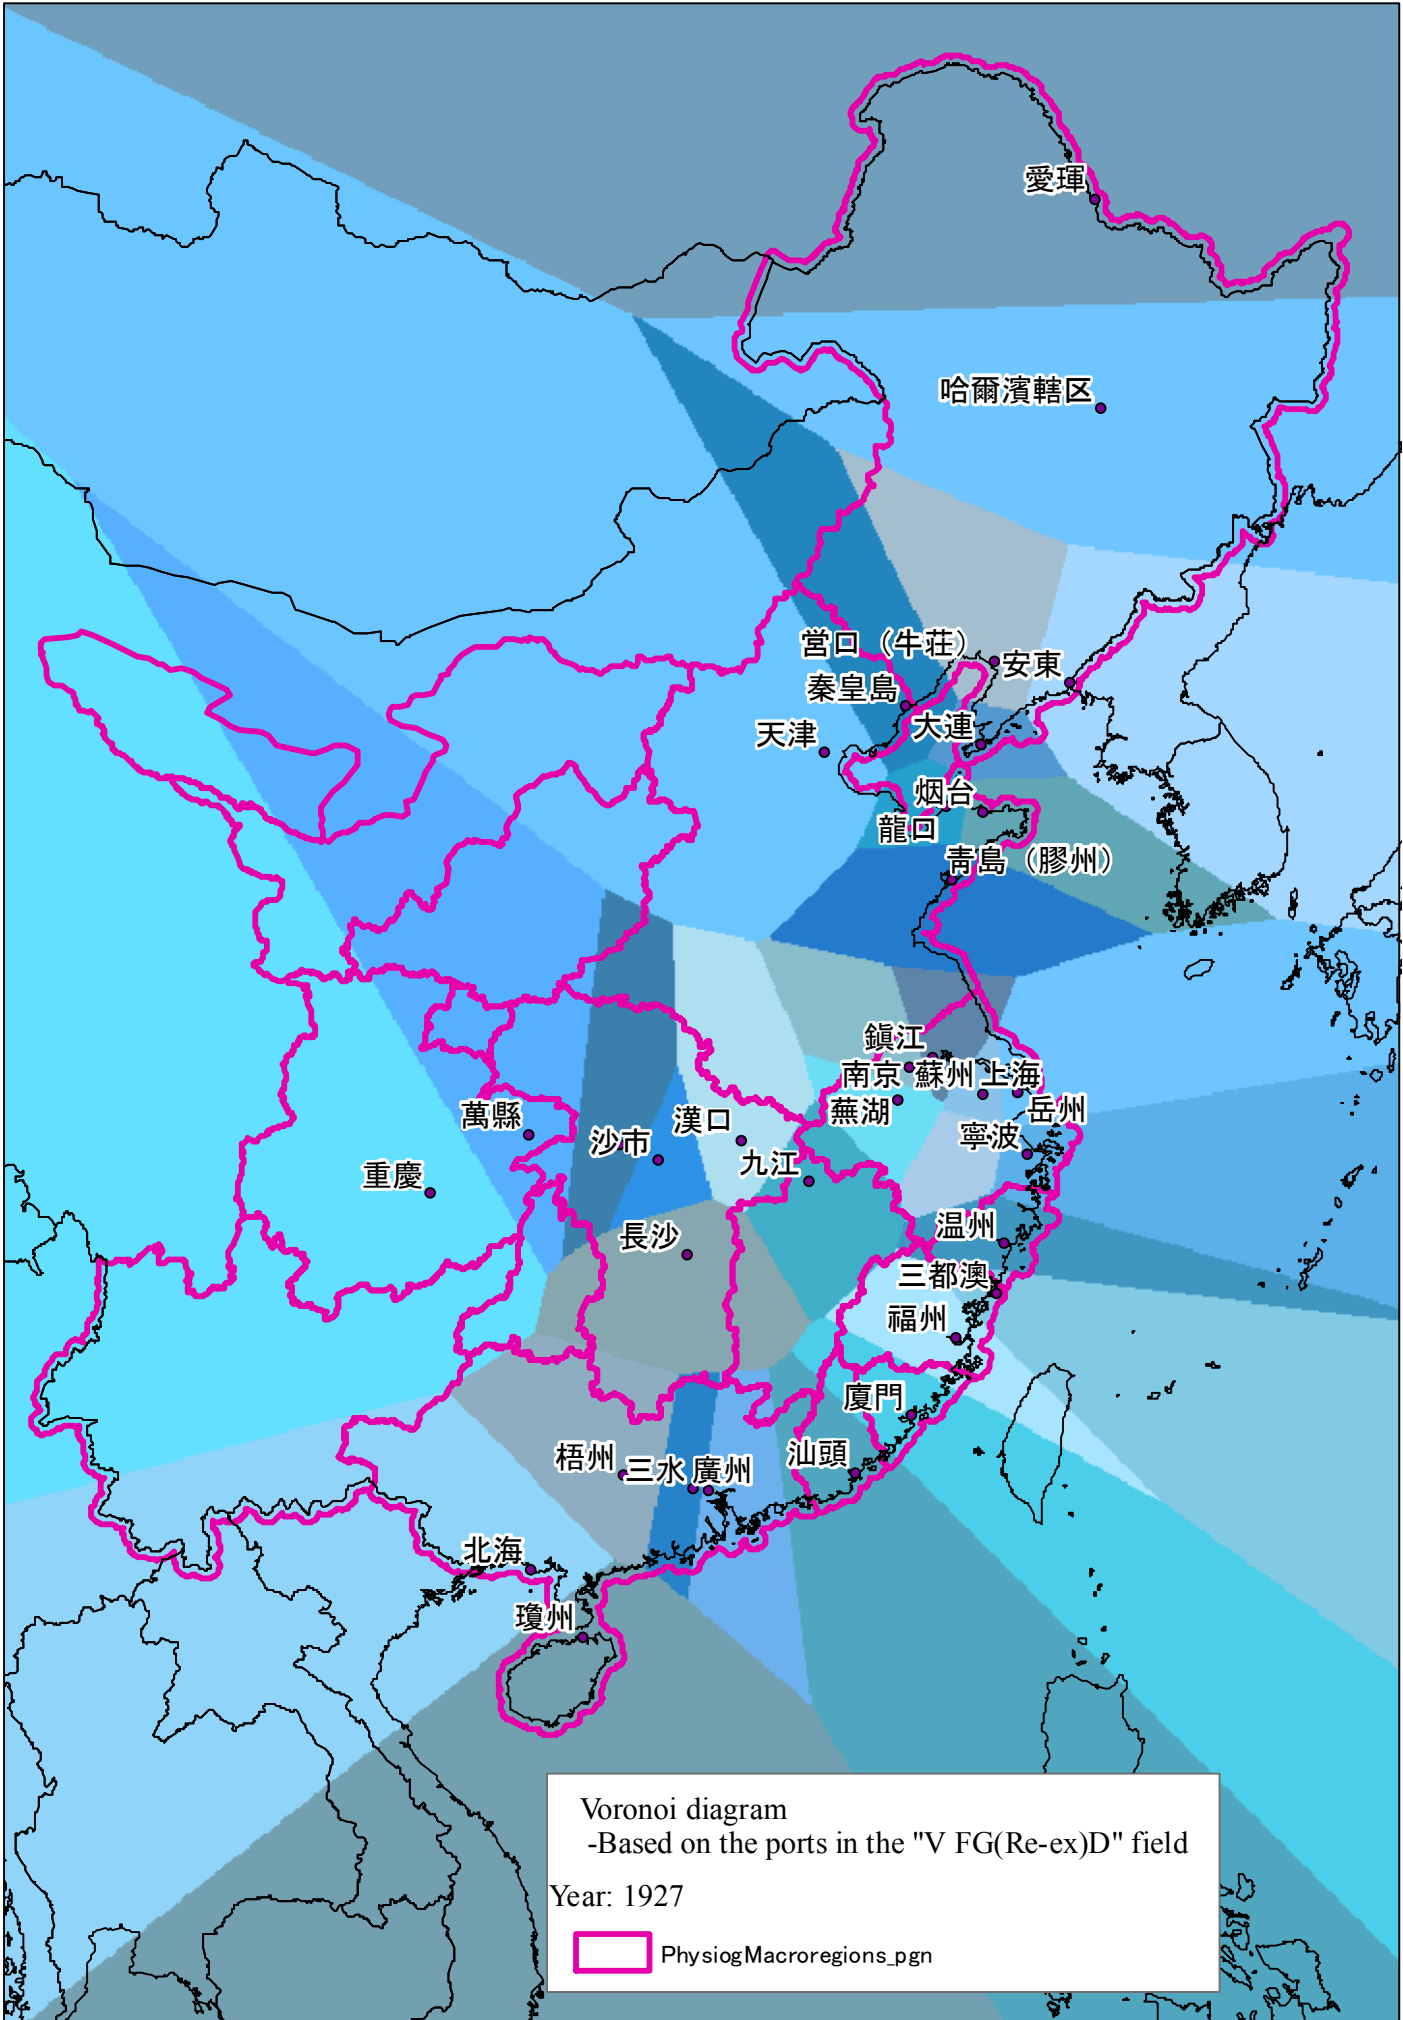 愛琿
哈爾濱轄区
営口（牛荘）
安東
秦皇島
大連
天津
烟台
龍口
青島（膠州）
鎮江
南京
蘇州
上海
蕪湖
岳州
萬縣
漢口
沙市
寧波
九江
重慶
長沙
温州
三都澳
福州
廈門
梧州
三水
廣州
汕頭
北海
瓊州
Voronoi diagram
-Based on the ports in the "V FG(Re-ex)D" field
Year: 1927
PhysiogMacroregions_pgn